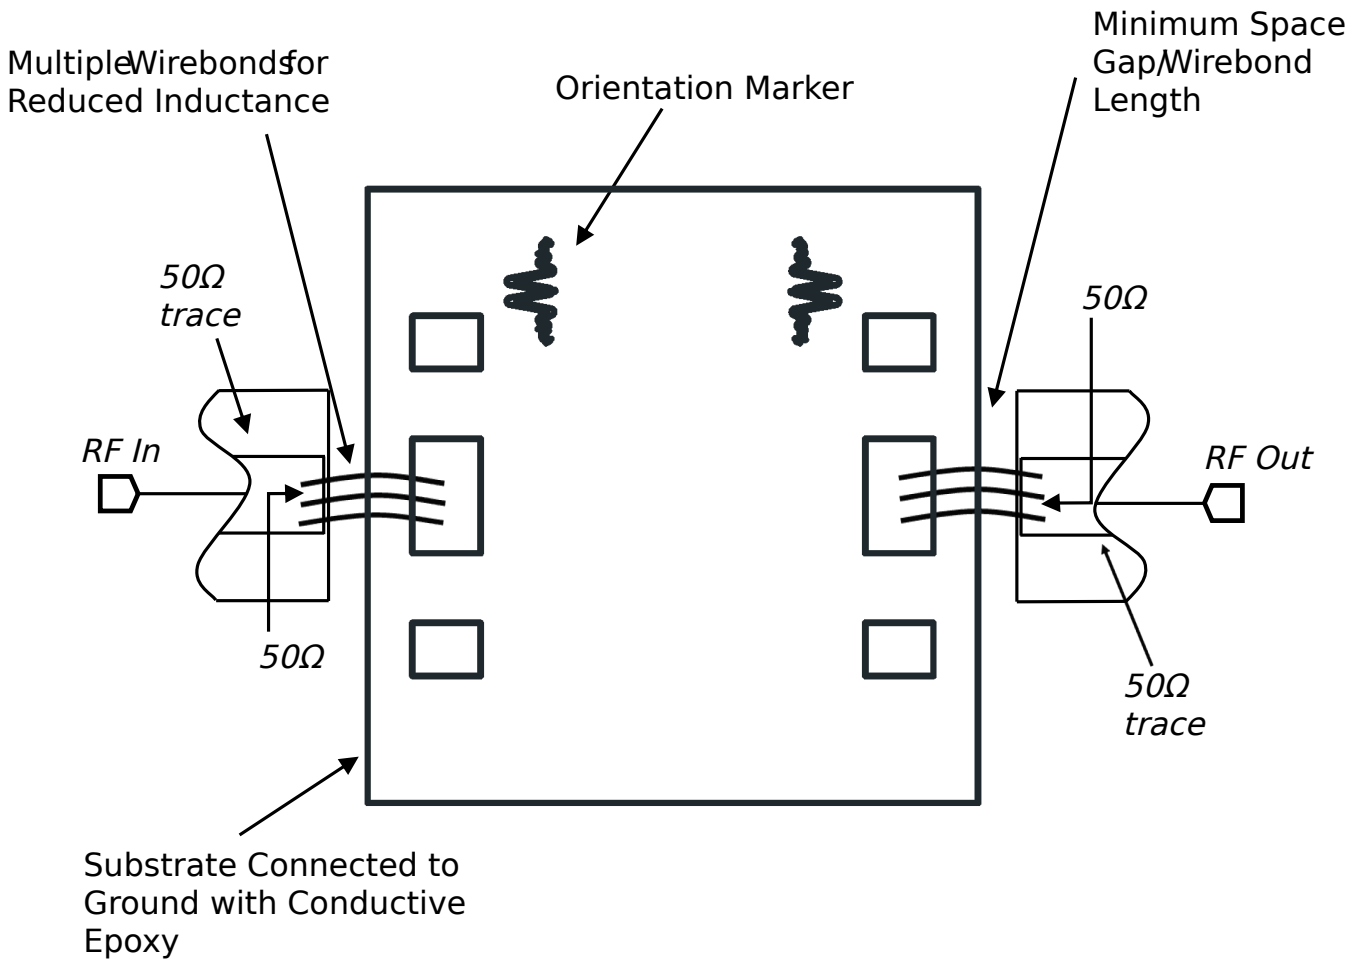 Multiple Wirebonds for
Reduced Inductance
Orientation Marker
Minimum Space
Gap/Wirebond
Length
50Ω
trace
50Ω
RF In
RF Out
50Ω
50Ω
trace
Substrate Connected to
Ground with Conductive
Epoxy